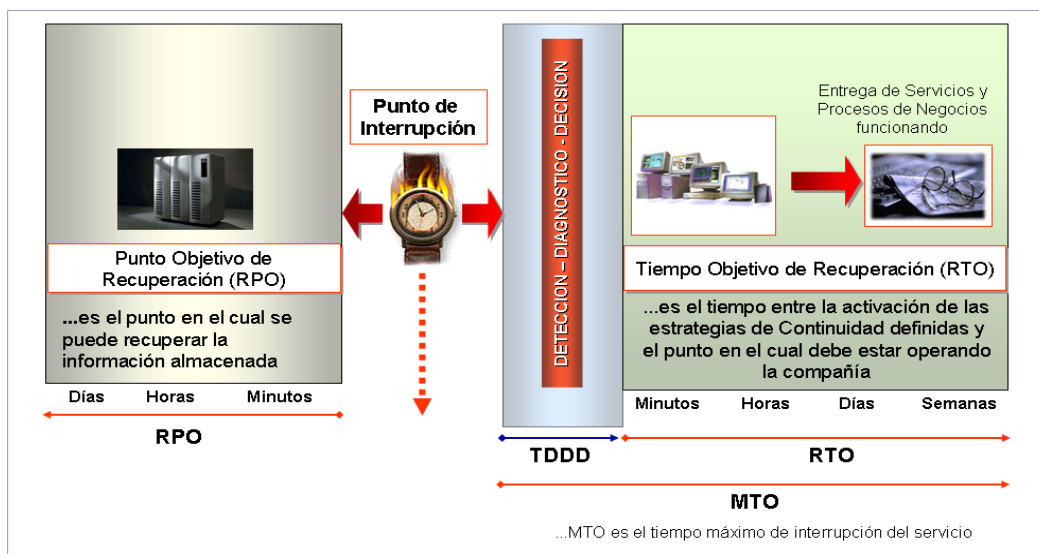 Punto de
Interrupción
Punto Objetivo de
Recuperación (RPO)
...es el punto en el cual se
puede recuperar la
información almacenada
Días Horas Minutos
RPO
DETECCION – DIAGNOSTICO - DECISION
TDDD
Entrega de Servicios y
Procesos de Negocios
funcionando
Tiempo Objetivo de Recuperación (RTO)
...es el tiempo entre la activación de las
estrategias de Continuidad definidas y
el punto en el cual debe estar operando
la compañía
Minutos Horas Días Semanas
RTO
MTO
...MTO es el tiempo máximo de interrupción del servicio